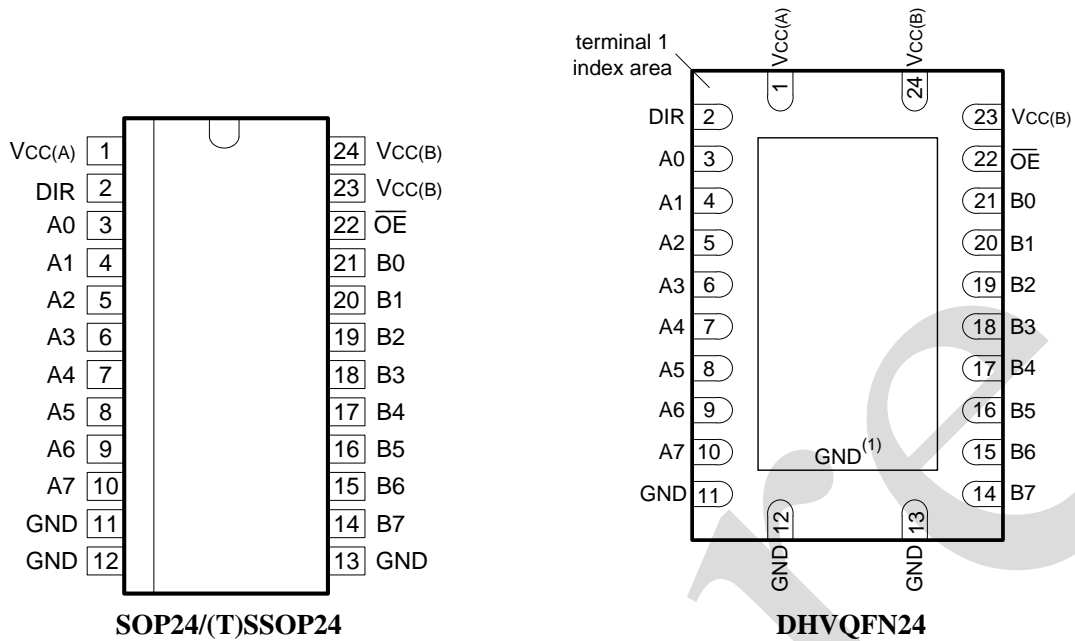 VCC(A) 1
DIR 2
A0 3
A1 4
A2 5
A3 6
A4 7
A5 8
A6 9
A7 10
GND 11
GND 12
24 VCC(B)
23 VCC(B)
22 OE
21 B0
20 B1
19 B2
18 B3
17 B4
16 B5
15 B6
14 B7
13 GND
SOP24/(T)SSOP24
terminal 1
index area
VCC(A)
1
VCC(B)
24
DIR 2
A0 3
A1 4
A2 5
A3 6
A4 7
A5 8
A6 9
A7 10
GND 11
23 VCC(B)
22 OE
21 B0
20 B1
19 B2
18 B3
17 B4
16 B5
15 B6
14 B7
GND(1)
12
GND
13
GND
DHVQFN24